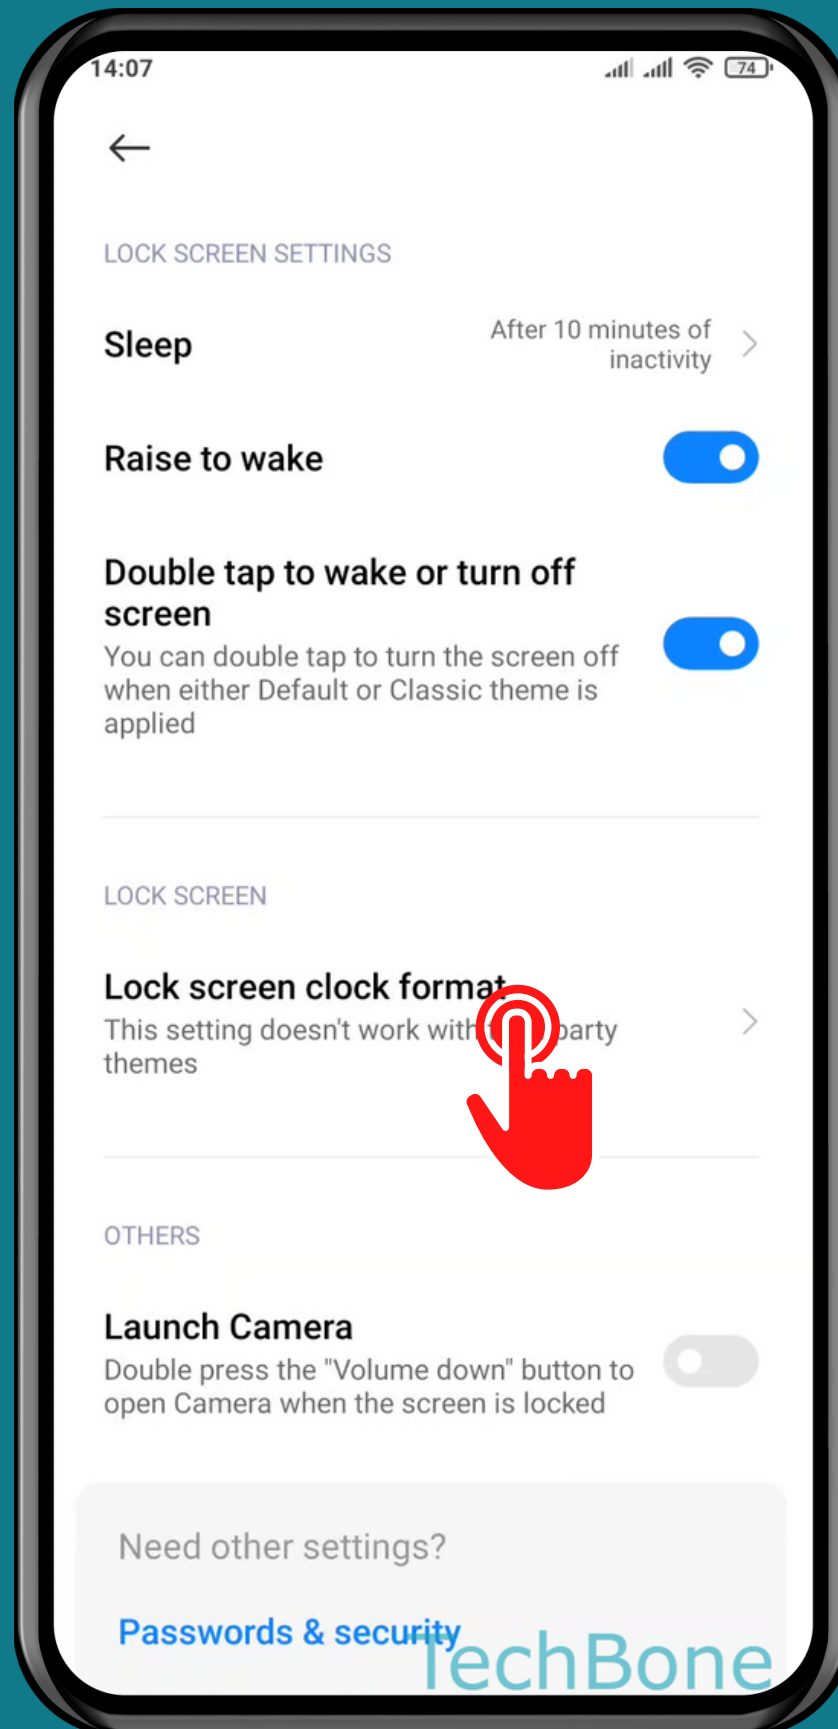 14:07
74
LOCK SCREEN SETTINGS
Sleep
After 10 minutes of
inactivity
Raise to wake
Double tap to wake or turn off
screen
You can double tap to turn the screen off
when either Default or Classic theme is
applied
LOCK SCREEN
Lock screen clock format
This setting doesn't work with party
themes
OTHERS
Launch Camera
Double press the "Volume down" button to
open Camera when the screen is locked
Need other settings?
Passwords & security
TechBone